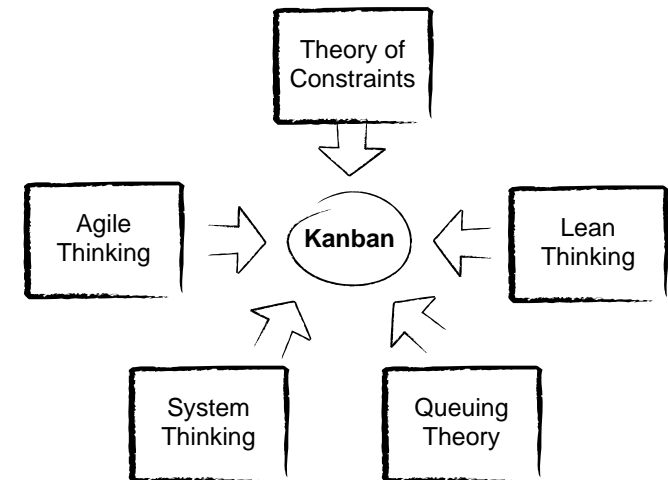 Theory of
Constraints
Agile
Thinking
Kanban
Lean
Thinking
System
Thinking
Queuing
Theory